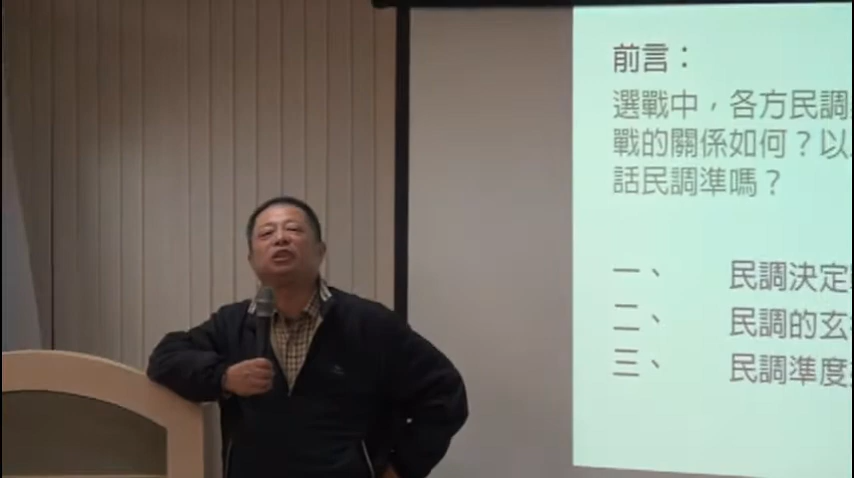 前言：
選戰中，各方民調
戰的關係如何？以
話民調準嗎？
一、 民調決定
二、 民調的玄
三、 民調準度